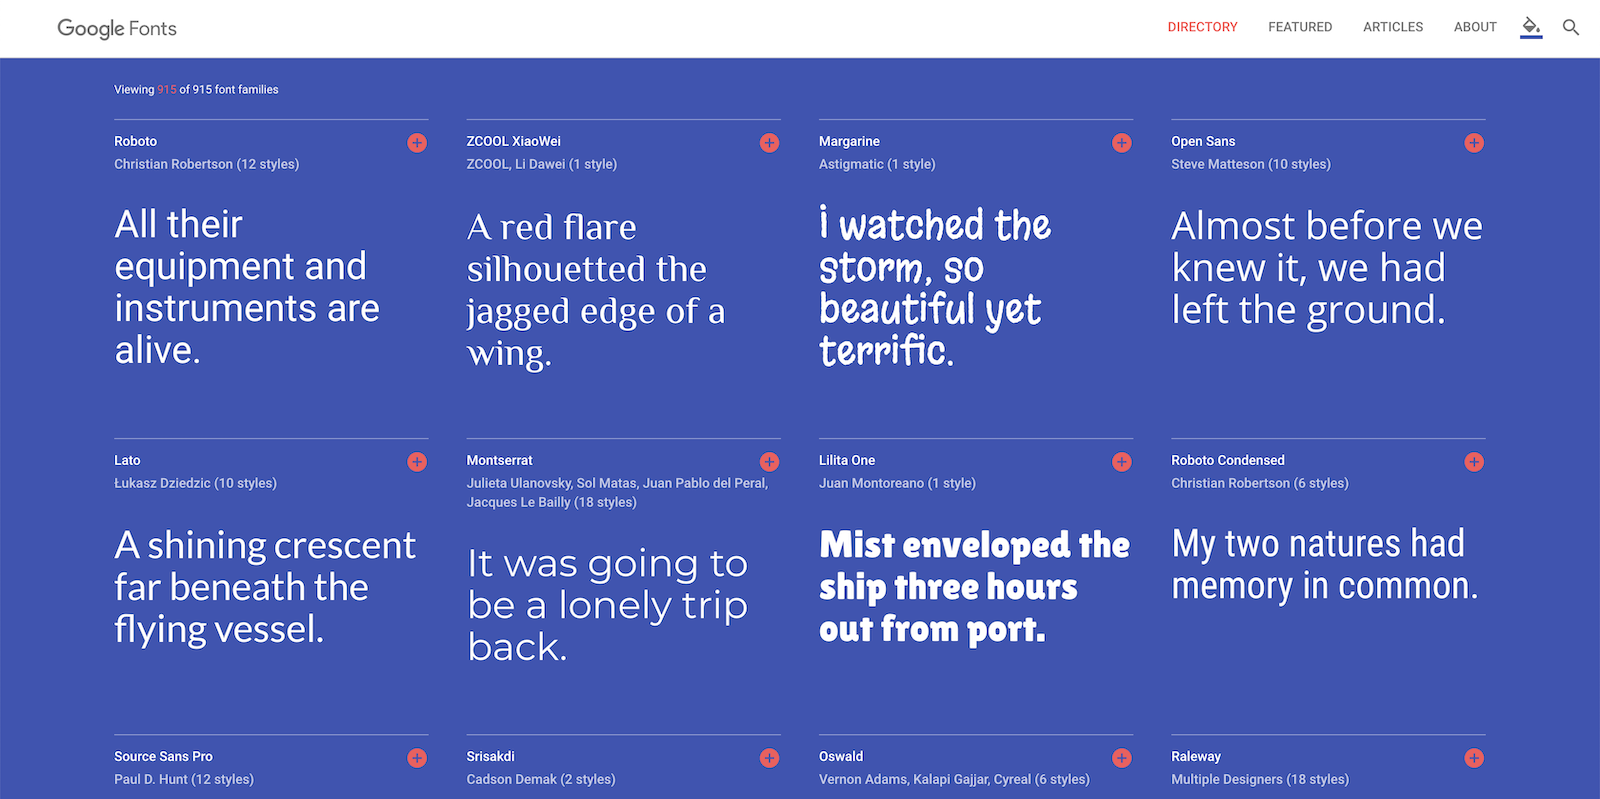 Google Fonts
DIRECTORY
FEATURED
ARTICLES
ABOUT
Viewing 915 of 915 font families
Roboto
Christian Robertson (12 styles)
All their
equipment and
instruments are
alive.
ZCOOL XiaoWei
ZCOOL, Li Dawei (1 style)
A red flare
silhouetted the
jagged edge of a
wing.
Margarine
Astigmatic (1 style)
I watched the
storm, so
beautiful yet
terrific.
Open Sans
Steve Matteson (10 styles)
Almost before we
knew it, we had
left the ground.
Lato
Łukasz Dziedzic (10 styles)
A shining crescent
far beneath the
flying vessel.
Montserrat
Julieta Ulanovsky, Sol Matas, Juan Pablo del Peral,
Jacques Le Bailly (18 styles)
It was going to
be a lonely trip
back.
Lilita One
Juan Montoreano (1 style)
Mist enveloped the
ship three hours
out from port.
Roboto Condensed
Christian Robertson (6 styles)
My two natures had
memory in common.
Source Sans Pro
Paul D. Hunt (12 styles)
Srisakdi
Cadson Demak (2 styles)
Oswald
Vernon Adams, Kalapi Gajjar, Cyreal (6 styles)
Raleway
Multiple Designers (18 styles)